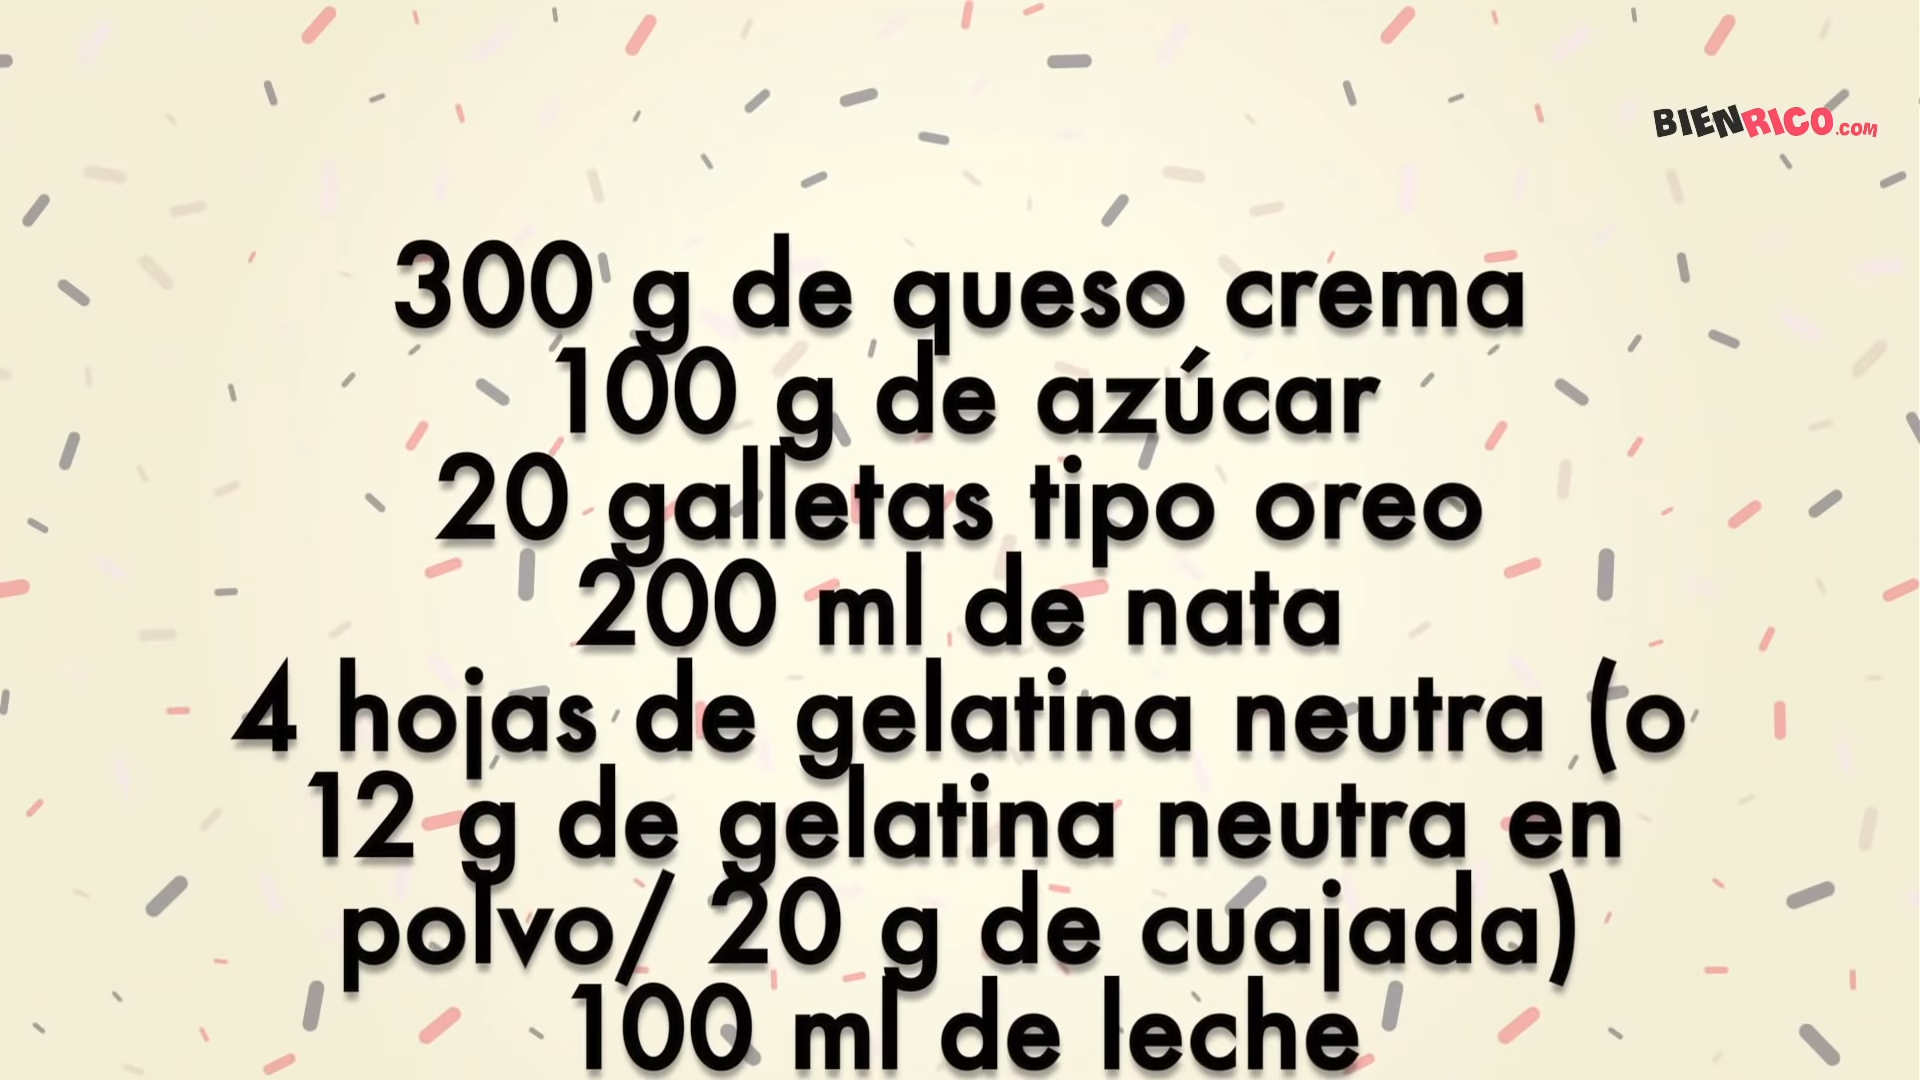 BIENRICO.COM
300 g de queso crema
100 g de azúcar
20 galletas tipo oreo
200 ml de nata
4 hojas de gelatina neutra (o
12 g de gelatina neutra en
polvo/ 20 g de cuajada)
100 ml de leche